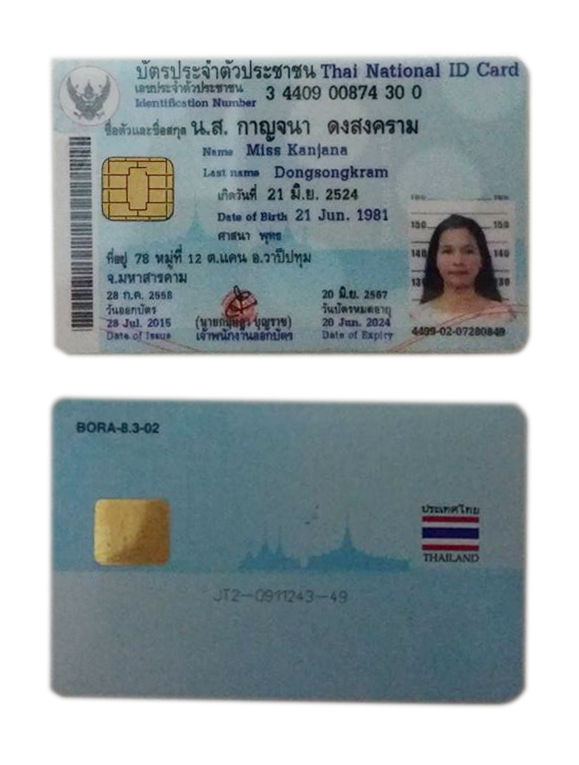 บัตรประจำตัวประชาชน Thai National ID Card
เลขประจำตัวประชาชน
Identification Number 3 4409 00874 30 0
ชื่อตัวและชื่อสกุล น.ส. กาญจนา ดงสงคราม
Name Miss Kanjana
Last name Dongsongkram
เกิดวันที่ 21 มิ.ย. 2524
Date of Birth 21 Jun. 1981
ศาสนา พุทธ
ที่อยู่ 78 หมู่ที่ 12 ต.แคน อ.วาปีปทุม
จ.มหาสารคาม
28 ก.ค. 2558
วันออกบัตร
28 Jul. 2015
Date of Issue
เจ้าพนักงานออกบัตร
20 มิ.ย. 2567
วันบัตรหมดอายุ
20 Jun. 2024
Date of Expiry
150 150
140 140
130 130
4499-02-07280849
BORA-8.3-02
ประเทศไทย
THAILAND
JT2-0911243-49